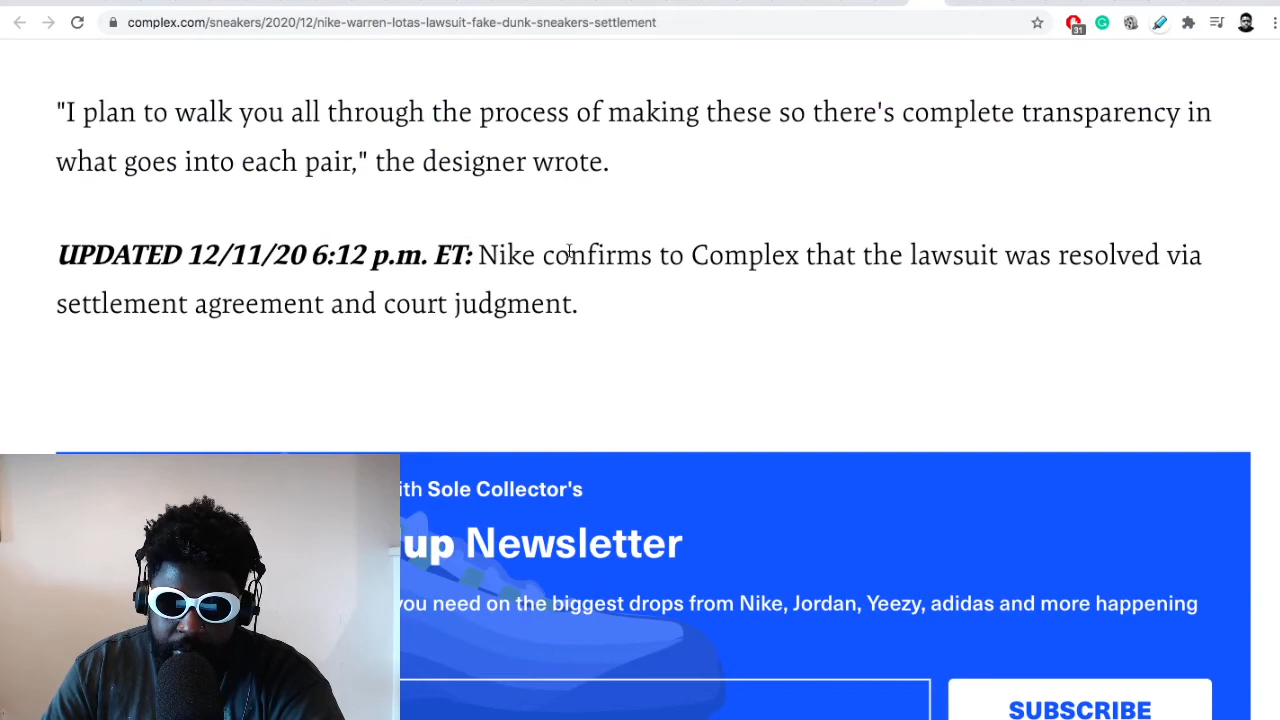 complex.com/sneakers/2020/12/nike-warren-lotas-lawsuit-fake-dunk-sneakers-settlement
31
"I plan to walk you all through the process of making these so there's complete transparency in
what goes into each pair," the designer wrote.
UPDATED 12/11/20 6:12 p.m. ET: Nike confirms to Complex that the lawsuit was resolved via
settlement agreement and court judgment.
ith Sole Collector's
up Newsletter
you need on the biggest drops from Nike, Jordan, Yeezy, adidas and more happening
SUBSCRIBE